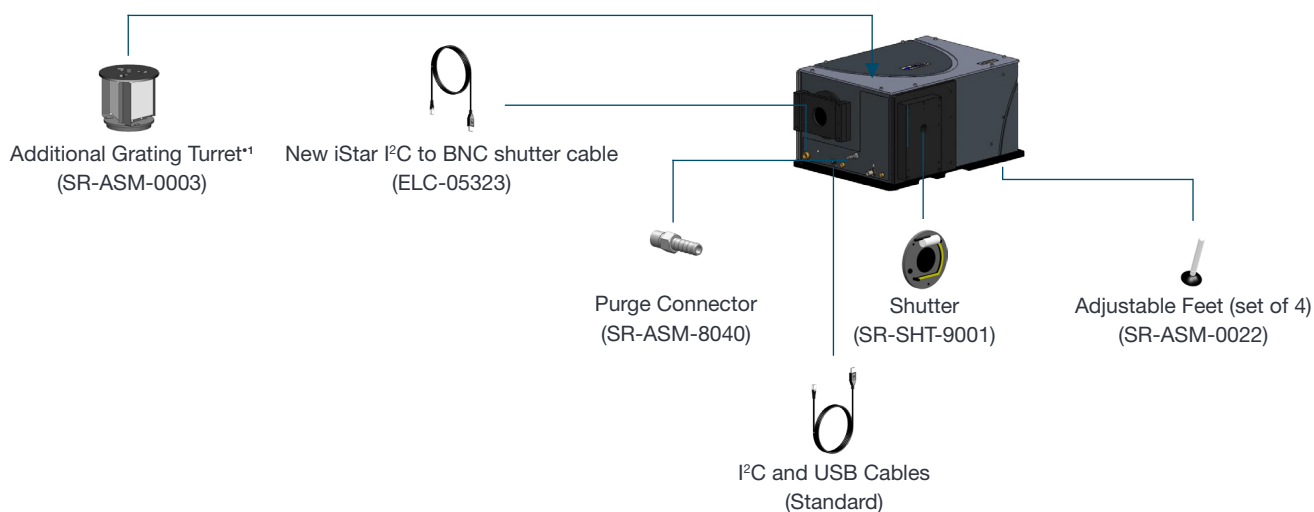 Additional Grating Turret•1
(SR-ASM-0003)
New iStar I²C to BNC shutter cable
(ELC-05323)
Purge Connector
(SR-ASM-8040)
Shutter
(SR-SHT-9001)
Adjustable Feet (set of 4)
(SR-ASM-0022)
I²C and USB Cables
(Standard)